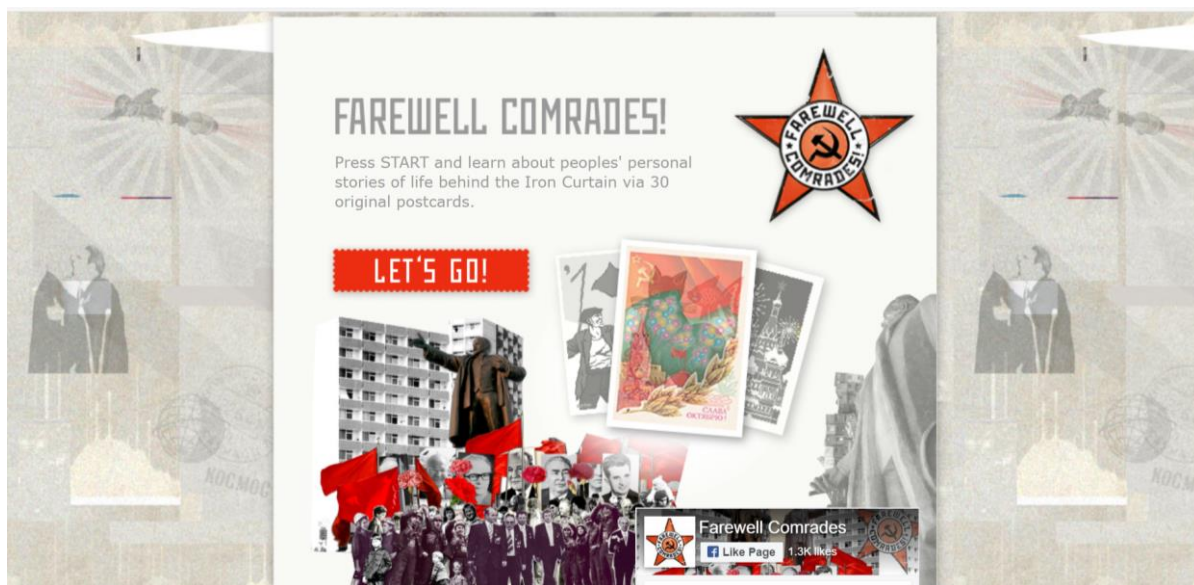 FAREWELL COMRADES!
Press START and learn about peoples' personal
stories of life behind the Iron Curtain via 30
original postcards.
FAREWELL
COMRADES!
LET'S GO!
СЛАВА
ОКТЯБРЮ!
КОСМОС
КОСМ
Farewell Comrades
Like Page
1.3K likes